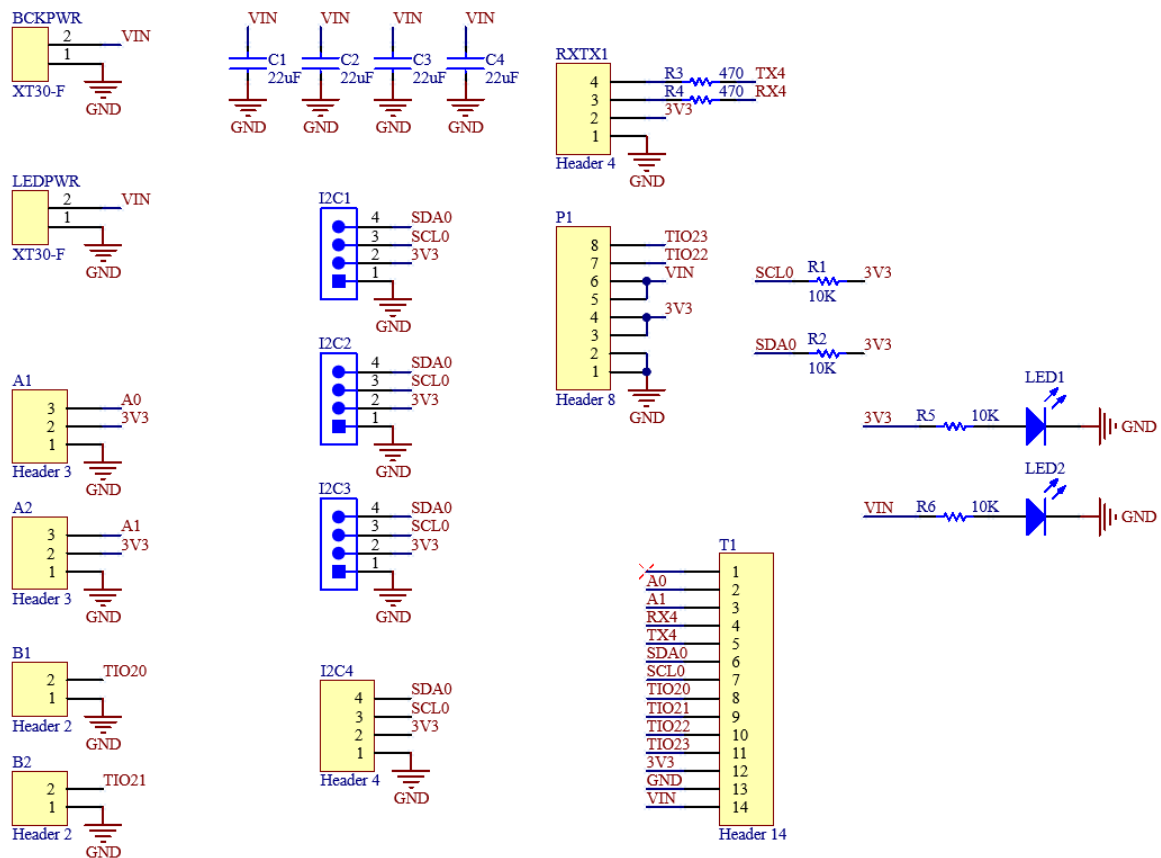 BCKPWR
2 VIN
1
XT30-F
GND
VIN VIN VIN VIN
C1 C2 C3 C4
22uF 22uF 22uF 22uF
GND GND GND GND
RXTX1
4 R3 470 TX4
3 R4 470 RX4
2 3V3
1
Header 4
GND
LEDPWR
2 VIN
1
XT30-F
GND
I2C1
4 SDA0
3 SCL0
2 3V3
1
GND
P1
8 TIO23
7 TIO22
6 VIN
5
4 3V3
3
2
1
Header 8
GND
SCL0 R1 3V3
10K
SDA0 R2 3V3
10K
I2C2
4 SDA0
3 SCL0
2 3V3
1
GND
A1
3 A0
2 3V3
1
Header 3
GND
LED1
3V3 R5 10K GND
LED2
VIN R6 10K GND
A2
3 A1
2 3V3
1
Header 3
GND
I2C3
4 SDA0
3 SCL0
2 3V3
1
GND
T1
1
A0 2
A1 3
RX4 4
TX4 5
SDA0 6
SCL0 7
TIO20 8
TIO21 9
TIO22 10
TIO23 11
3V3 12
GND 13
VIN 14
Header 14
B1
2 TIO20
1
Header 2
GND
I2C4
4 SDA0
3 SCL0
2 3V3
1
Header 4
GND
B2
2 TIO21
1
Header 2
GND